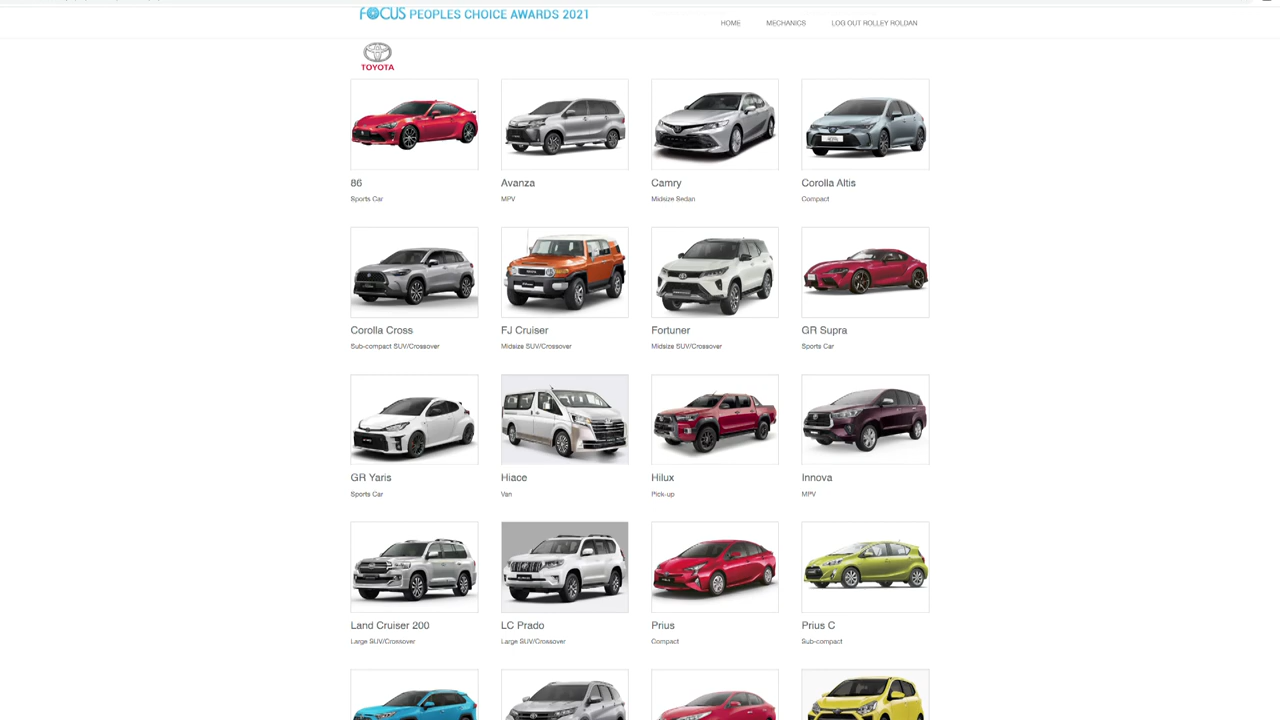 FOCUS PEOPLES CHOICE AWARDS 2021
HOME MECHANICS LOG OUT ROLLEY ROLDAN
TOYOTA
86 Avanza Camry Corolla Altis
Sports Car MPV Midsize Sedan Compact
Corolla Cross FJ Cruiser Fortuner GR Supra
Sub-compact SUV/Crossover Midsize SUV/Crossover Midsize SUV/Crossover Sports Car
GR Yaris Hiace Hilux Innova
Sports Car Van Pick-up MPV
Land Cruiser 200 LC Prado Prius Prius C
Large SUV/Crossover Large SUV/Crossover Compact Sub-compact